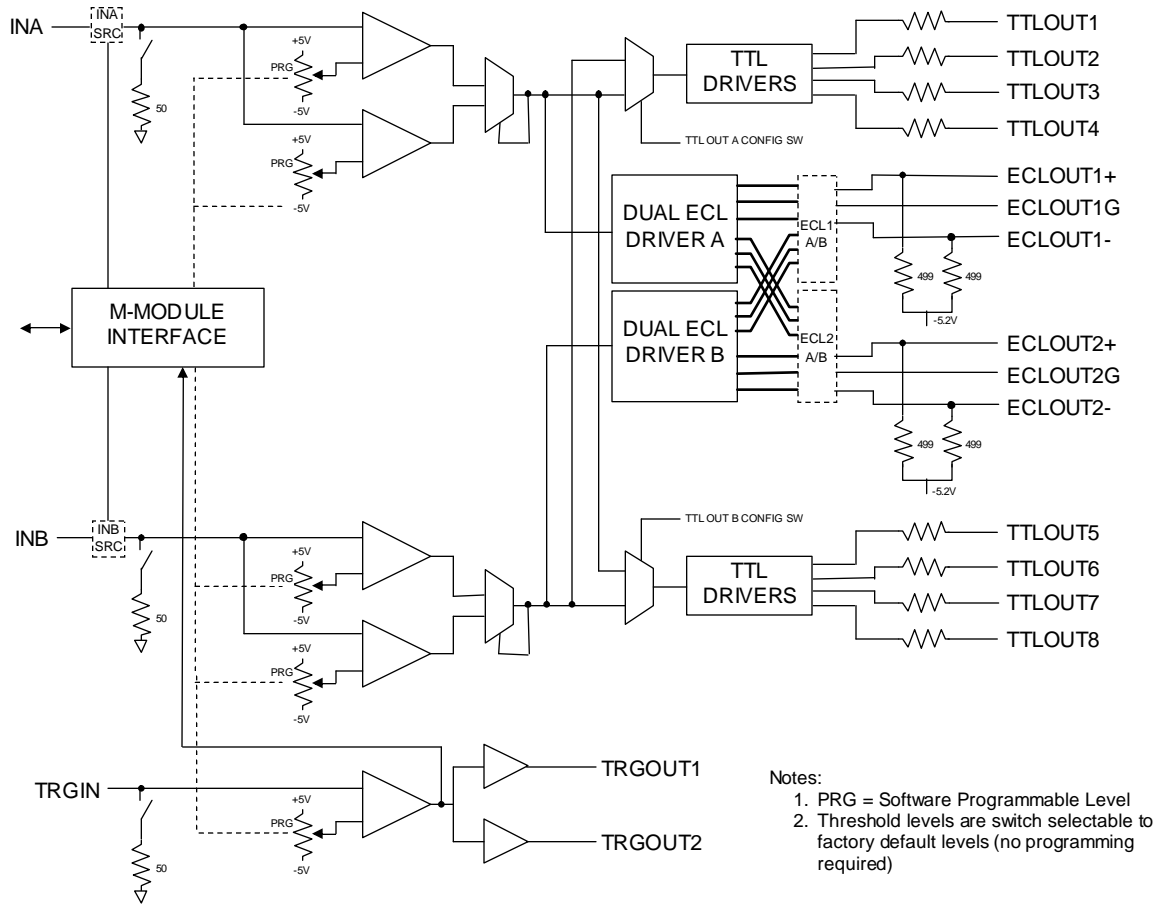 INA
INA
SRC
50
+5V
PRG
-5V
+5V
PRG
-5V
TTL
DRIVERS
TTLOUT1
TTLOUT2
TTLOUT3
TTLOUT4
TTL OUT A CONFIG SW
DUAL ECL
DRIVER A
ECL1
A/B
ECLOUT1+
ECLOUT1G
ECLOUT1-
499
499
-5.2V
M-MODULE
INTERFACE
DUAL ECL
DRIVER B
ECL2
A/B
ECLOUT2+
ECLOUT2G
ECLOUT2-
499
499
-5.2V
INB
INB
SRC
50
+5V
PRG
-5V
+5V
PRG
-5V
TTL OUT B CONFIG SW
TTL
DRIVERS
TTLOUT5
TTLOUT6
TTLOUT7
TTLOUT8
TRGIN
50
+5V
PRG
-5V
TRGOUT1
TRGOUT2
Notes:
1. PRG = Software Programmable Level
2. Threshold levels are switch selectable to
factory default levels (no programming
required)